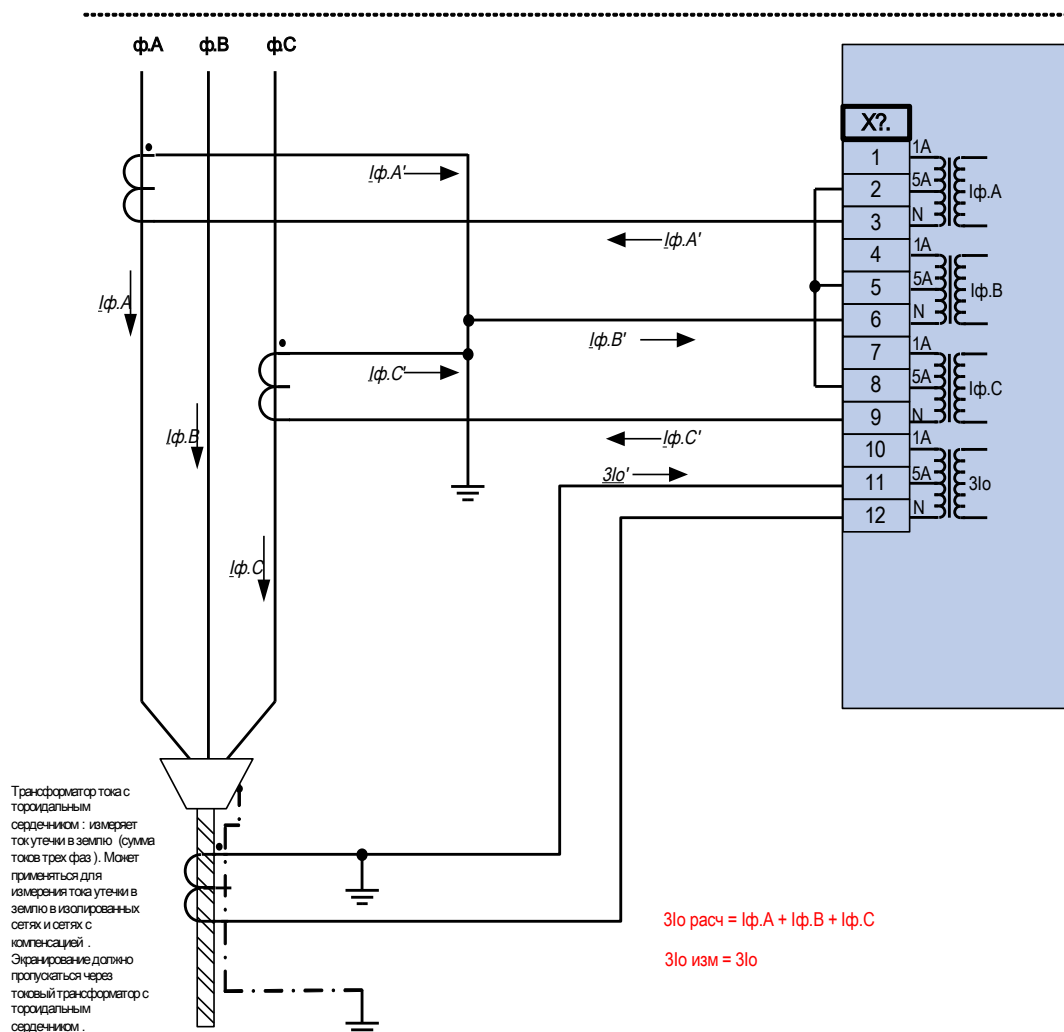 ф.А ф.В ф.С
X?.
1 1A
2 5A Iф.A
3 N
4 1A
5 5A Iф.B
6 N
7 1A
8 5A Iф.C
9 N
10 1A
11 5A 3Io
12 N
Iф.A'
Iф.A'
Iф.A
Iф.B'
Iф.C'
Iф.B
Iф.C'
3Io'
Iф.C
Трансформатор тока с
тороидальным
сердечником : измеряет
ток утечки в землю (сумма
токов трех фаз ). Может
применяться для
измерения тока утечки в
землю в изолированных
сетях и сетях с
компенсацией .
Экранирование должно
пропускаться через
токовый трансформатор с
тороидальным
сердечником .
3Io расч = Iф.A + Iф.B + Iф.C
3Io изм = 3Io